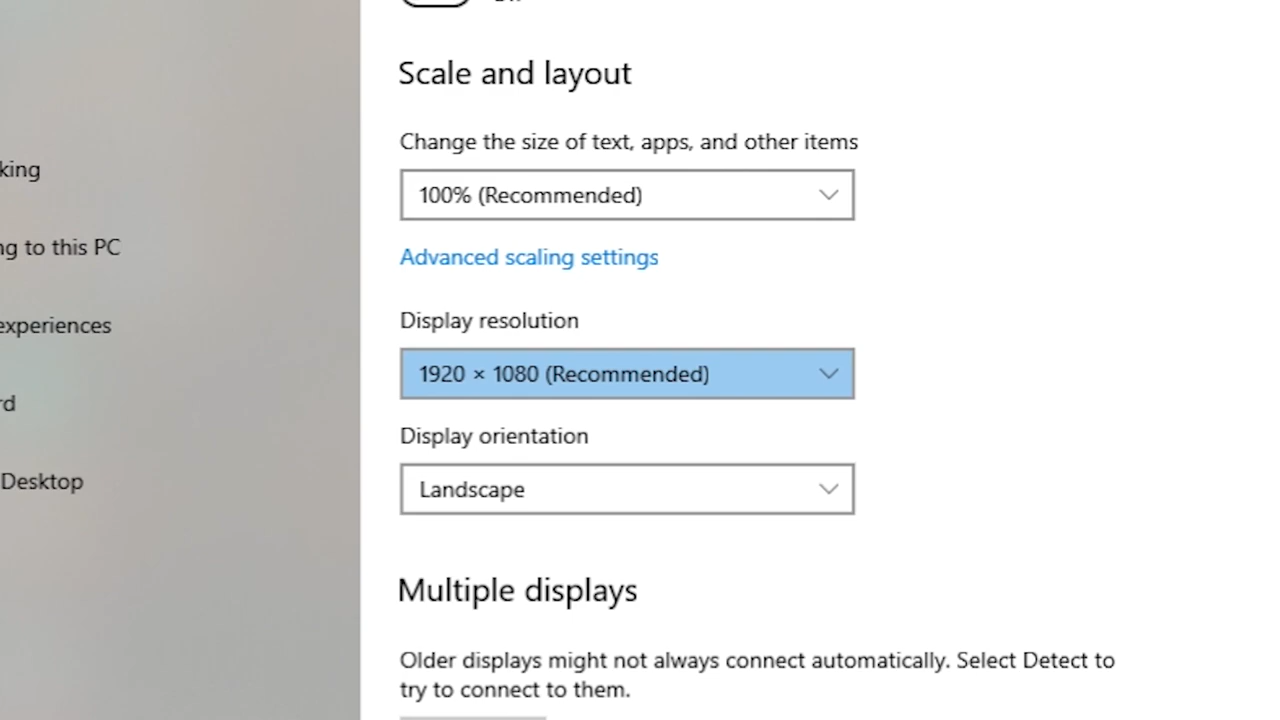 Scale and layout
Change the size of text, apps, and other items
king
100% (Recommended)
ng to this PC
Advanced scaling settings
experiences
Display resolution
1920 × 1080 (Recommended)
rd
Display orientation
Desktop
Landscape
Multiple displays
Older displays might not always connect automatically. Select Detect to
try to connect to them.